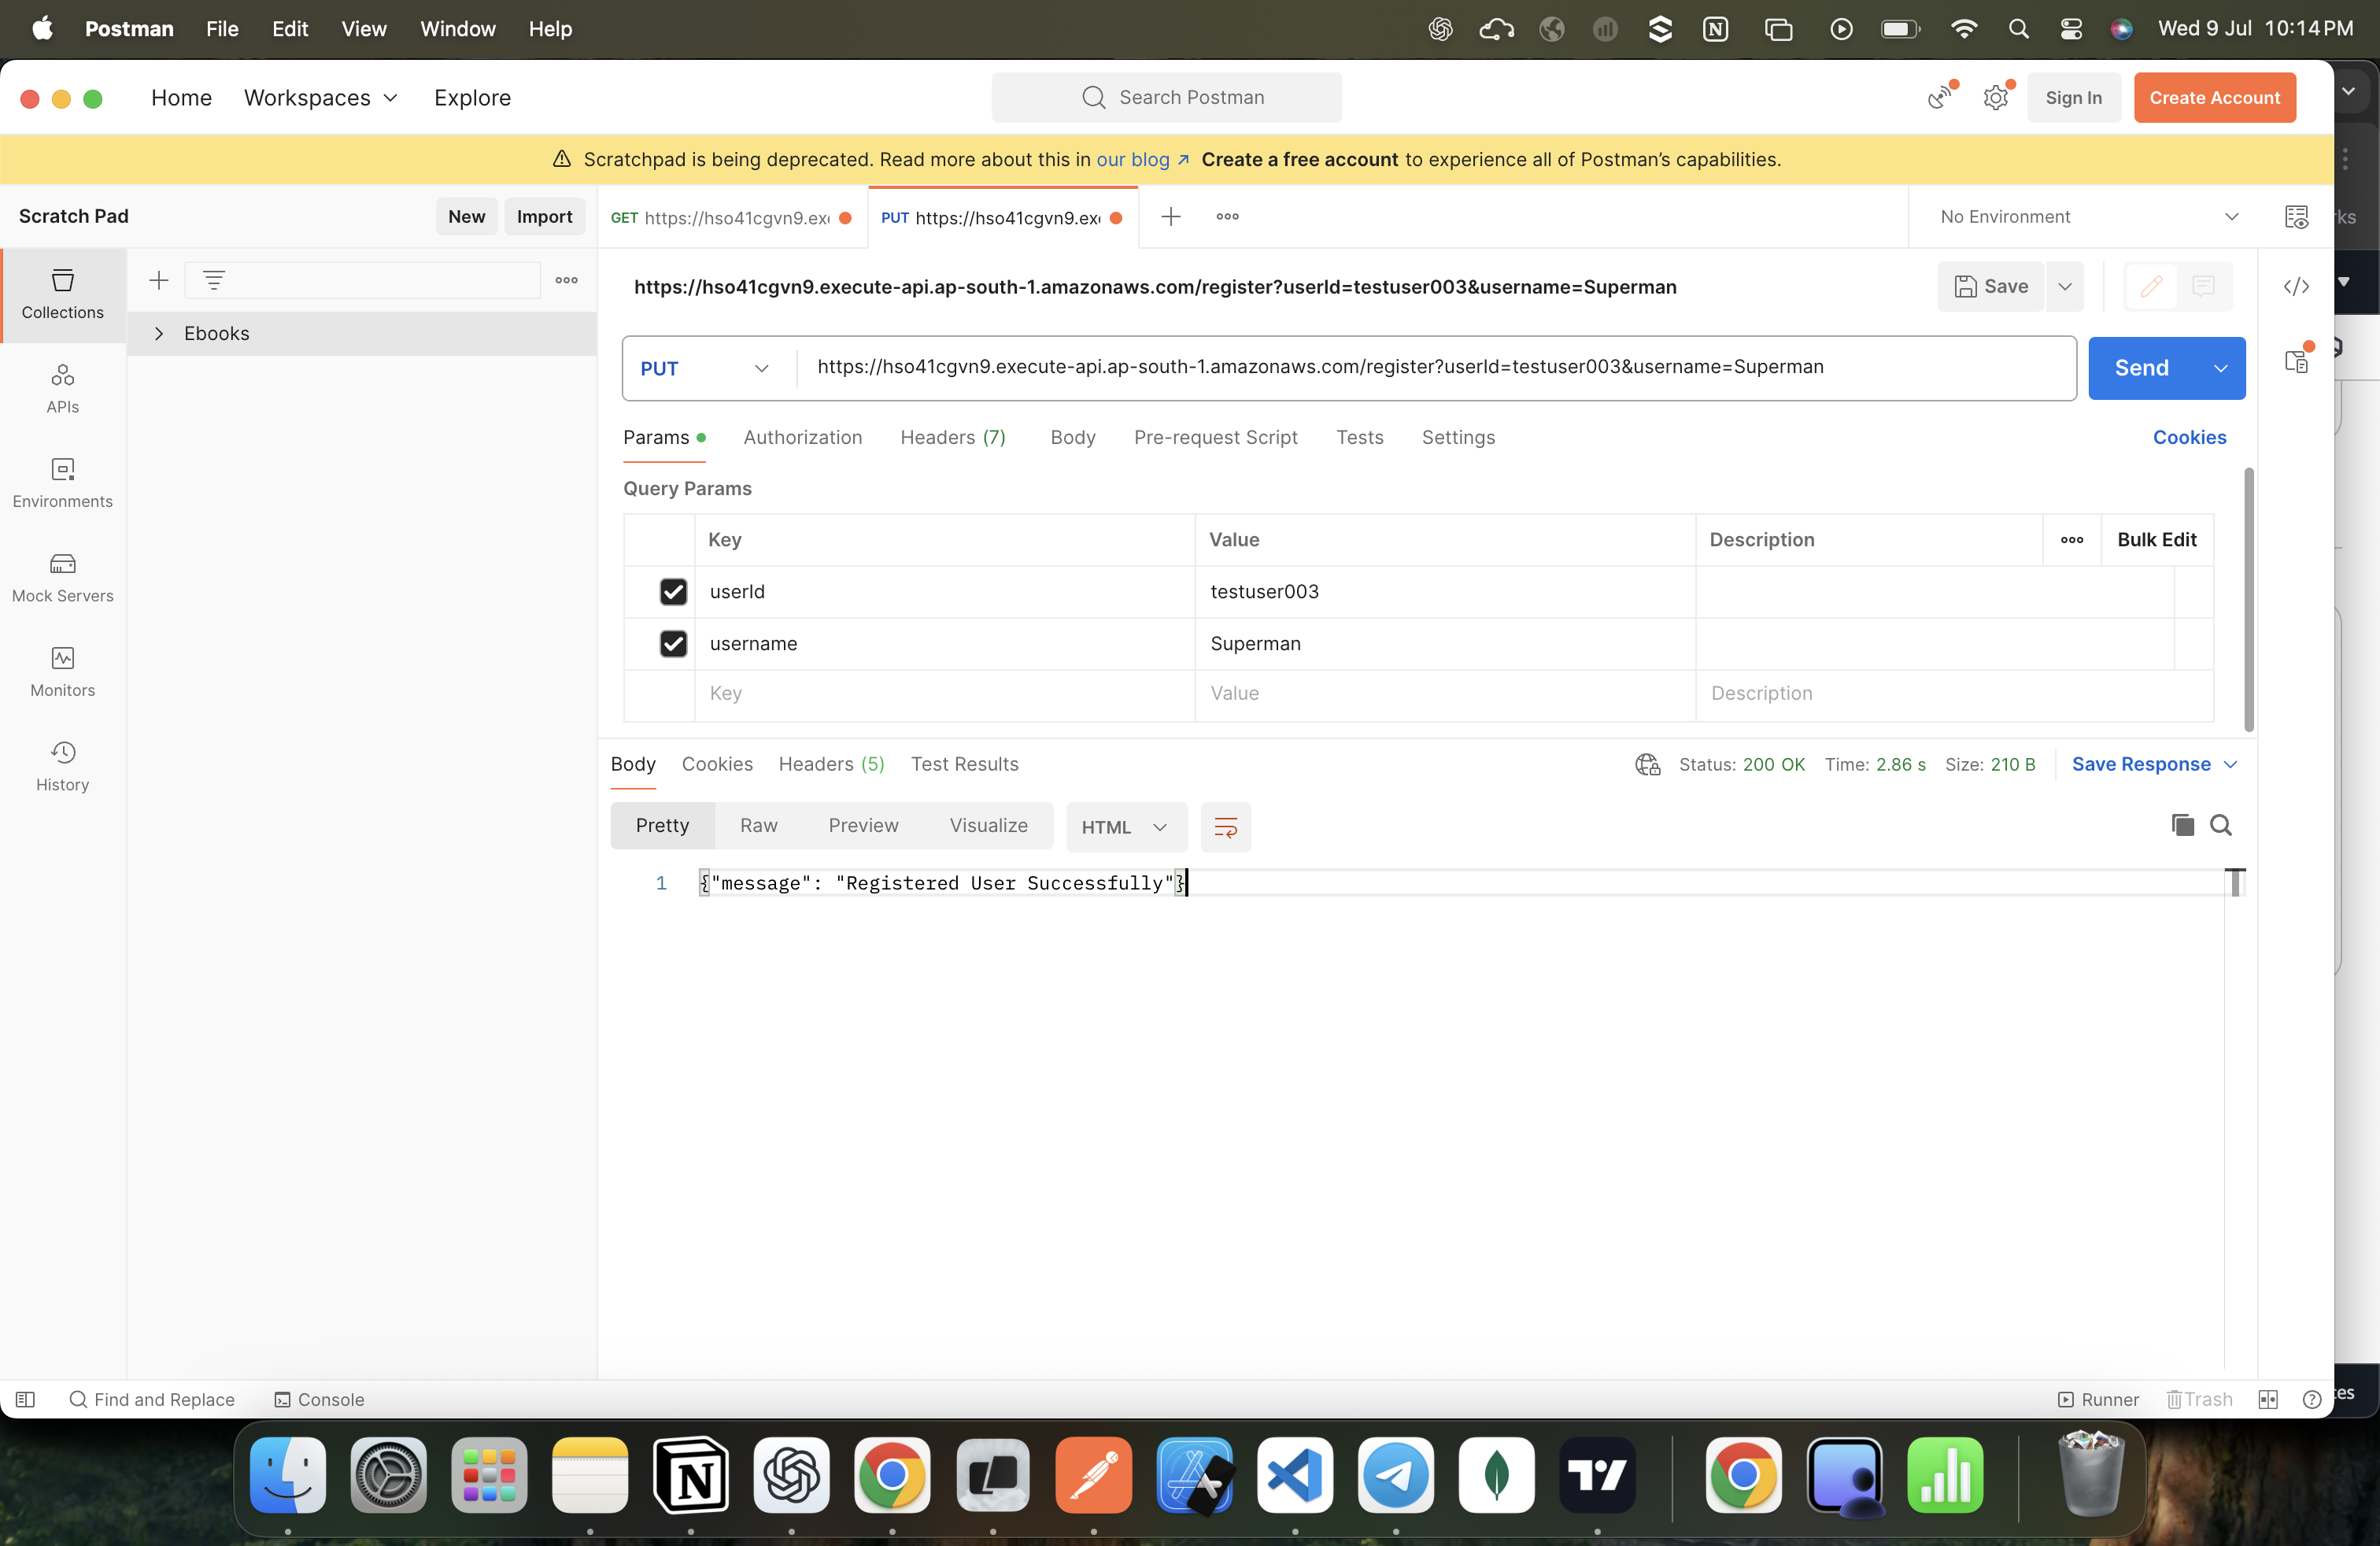 Postman File Edit View Window Help Wed 9 Jul 10:14 PM
Home Workspaces Explore Search Postman Sign In Create Account
Scratchpad is being deprecated. Read more about this in our blog ↗ Create a free account to experience all of Postman's capabilities.
Scratch Pad New Import
GET https://hso41cgvn9.exe PUT https://hso41cgvn9.exe No Environment
Collections
Ebooks
APIs
Environments
Mock Servers
Monitors
History
https://hso41cgvn9.execute-api.ap-south-1.amazonaws.com/register?userId=testuser003&username=Superman Save
PUT https://hso41cgvn9.execute-api.ap-south-1.amazonaws.com/register?userId=testuser003&username=Superman Send
Params Authorization Headers (7) Body Pre-request Script Tests Settings Cookies
Query Params
Key Value Description Bulk Edit
userId testuser003
username Superman
Key Value Description
Body Cookies Headers (5) Test Results Status: 200 OK Time: 2.86 s Size: 210 B Save Response
Pretty Raw Preview Visualize HTML
1 {"message": "Registered User Successfully"}
Find and Replace Console Runner Trash